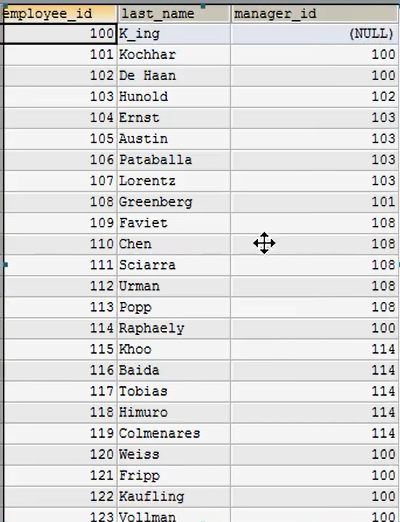 employee_id last_name manager_id
100 K_ing (NULL)
101 Kochhar 100
102 De Haan 100
103 Hunold 102
104 Ernst 103
105 Austin 103
106 Pataballa 103
107 Lorentz 103
108 Greenberg 101
109 Faviet 108
110 Chen 108
111 Sciarra 108
112 Urman 108
113 Popp 108
114 Raphaely 100
115 Khoo 114
116 Baida 114
117 Tobias 114
118 Himuro 114
119 Colmenares 114
120 Weiss 100
121 Fripp 100
122 Kaufling 100
123 Vollman 100